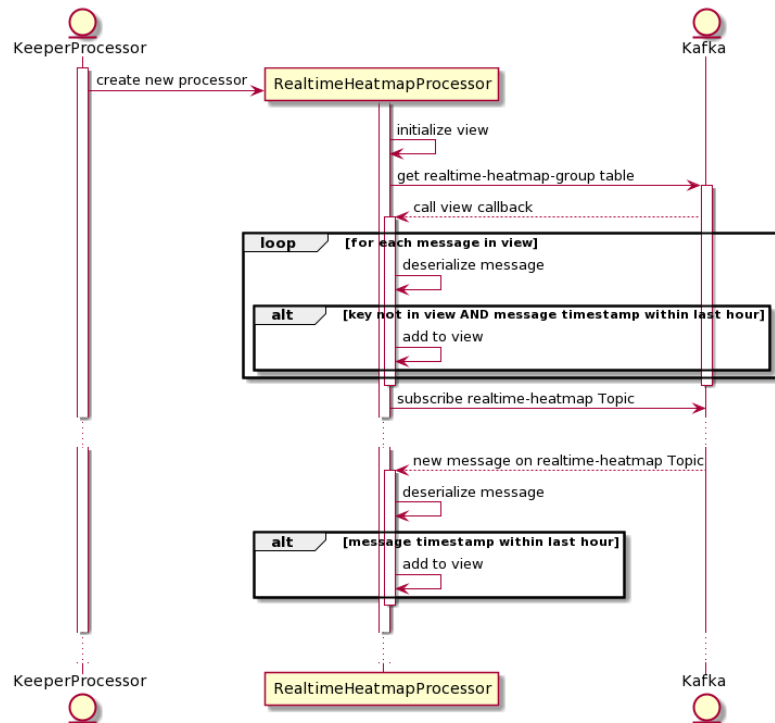 KeeperProcessor
Kafka
create new processor
RealtimeHeatmapProcessor
initialize view
get realtime-heatmap-group table
call view callback
loop [for each message in view]
deserialize message
alt [key not in view AND message timestamp within last hour]
add to view
subscribe realtime-heatmap Topic
new message on realtime-heatmap Topic
deserialize message
alt [message timestamp within last hour]
add to view
KeeperProcessor
RealtimeHeatmapProcessor
Kafka